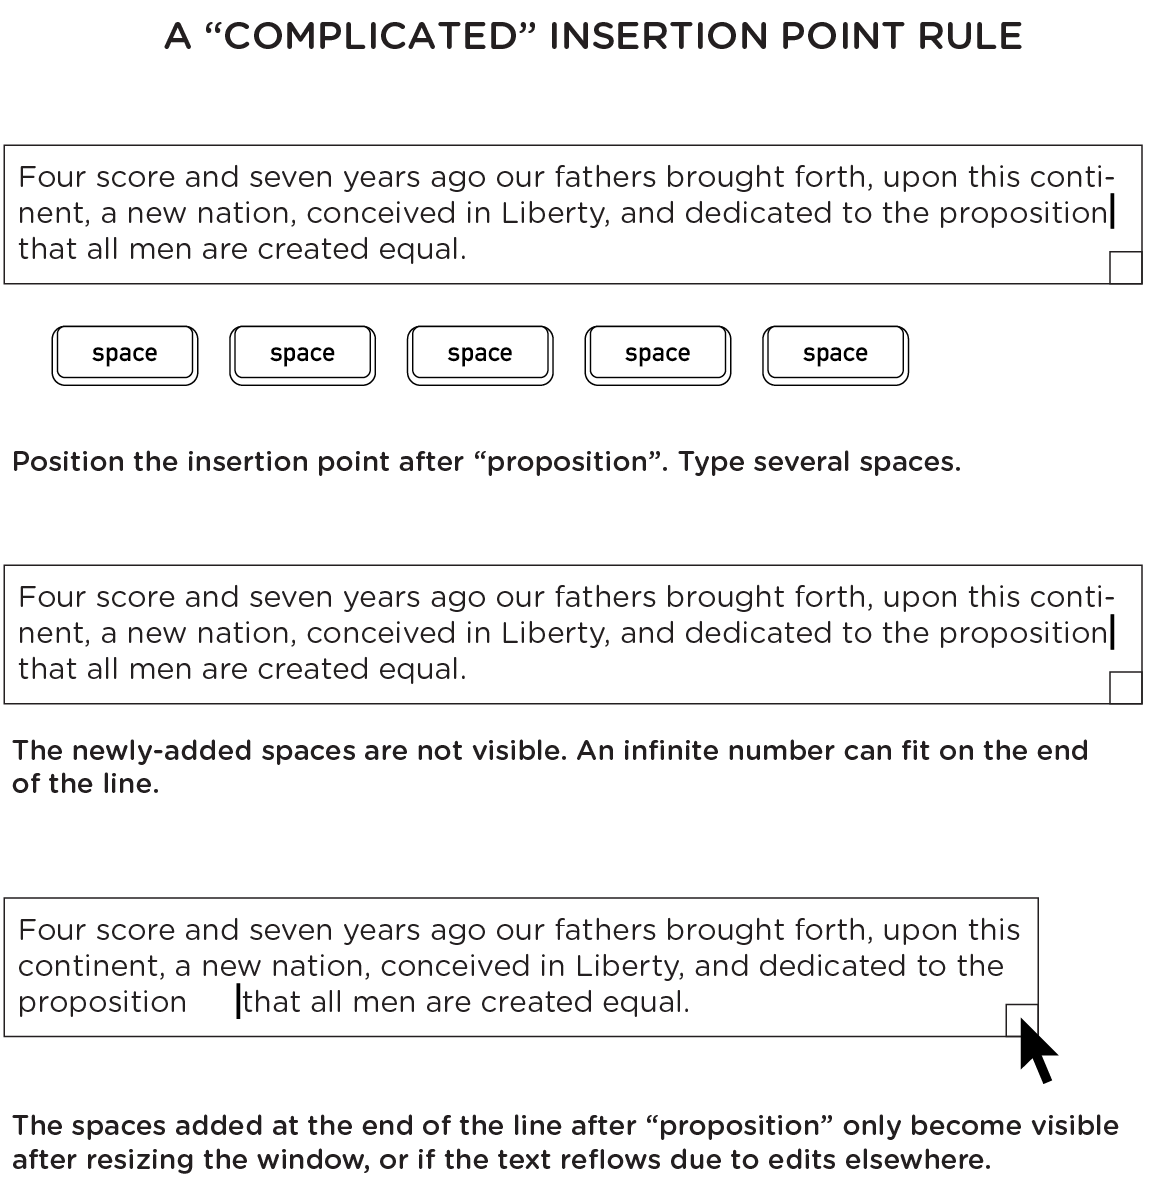 A “COMPLICATED” INSERTION POINT RULE
Four score and seven years ago our fathers brought forth, upon this conti-
nent, a new nation, conceived in Liberty, and dedicated to the proposition
that all men are created equal.
space space space space space
Position the insertion point after “proposition”. Type several spaces.
Four score and seven years ago our fathers brought forth, upon this conti-
nent, a new nation, conceived in Liberty, and dedicated to the proposition
that all men are created equal.
The newly-added spaces are not visible. An infinite number can fit on the end
of the line.
Four score and seven years ago our fathers brought forth, upon this
continent, a new nation, conceived in Liberty, and dedicated to the
proposition     that all men are created equal.
The spaces added at the end of the line after “proposition” only become visible
after resizing the window, or if the text reflows due to edits elsewhere.